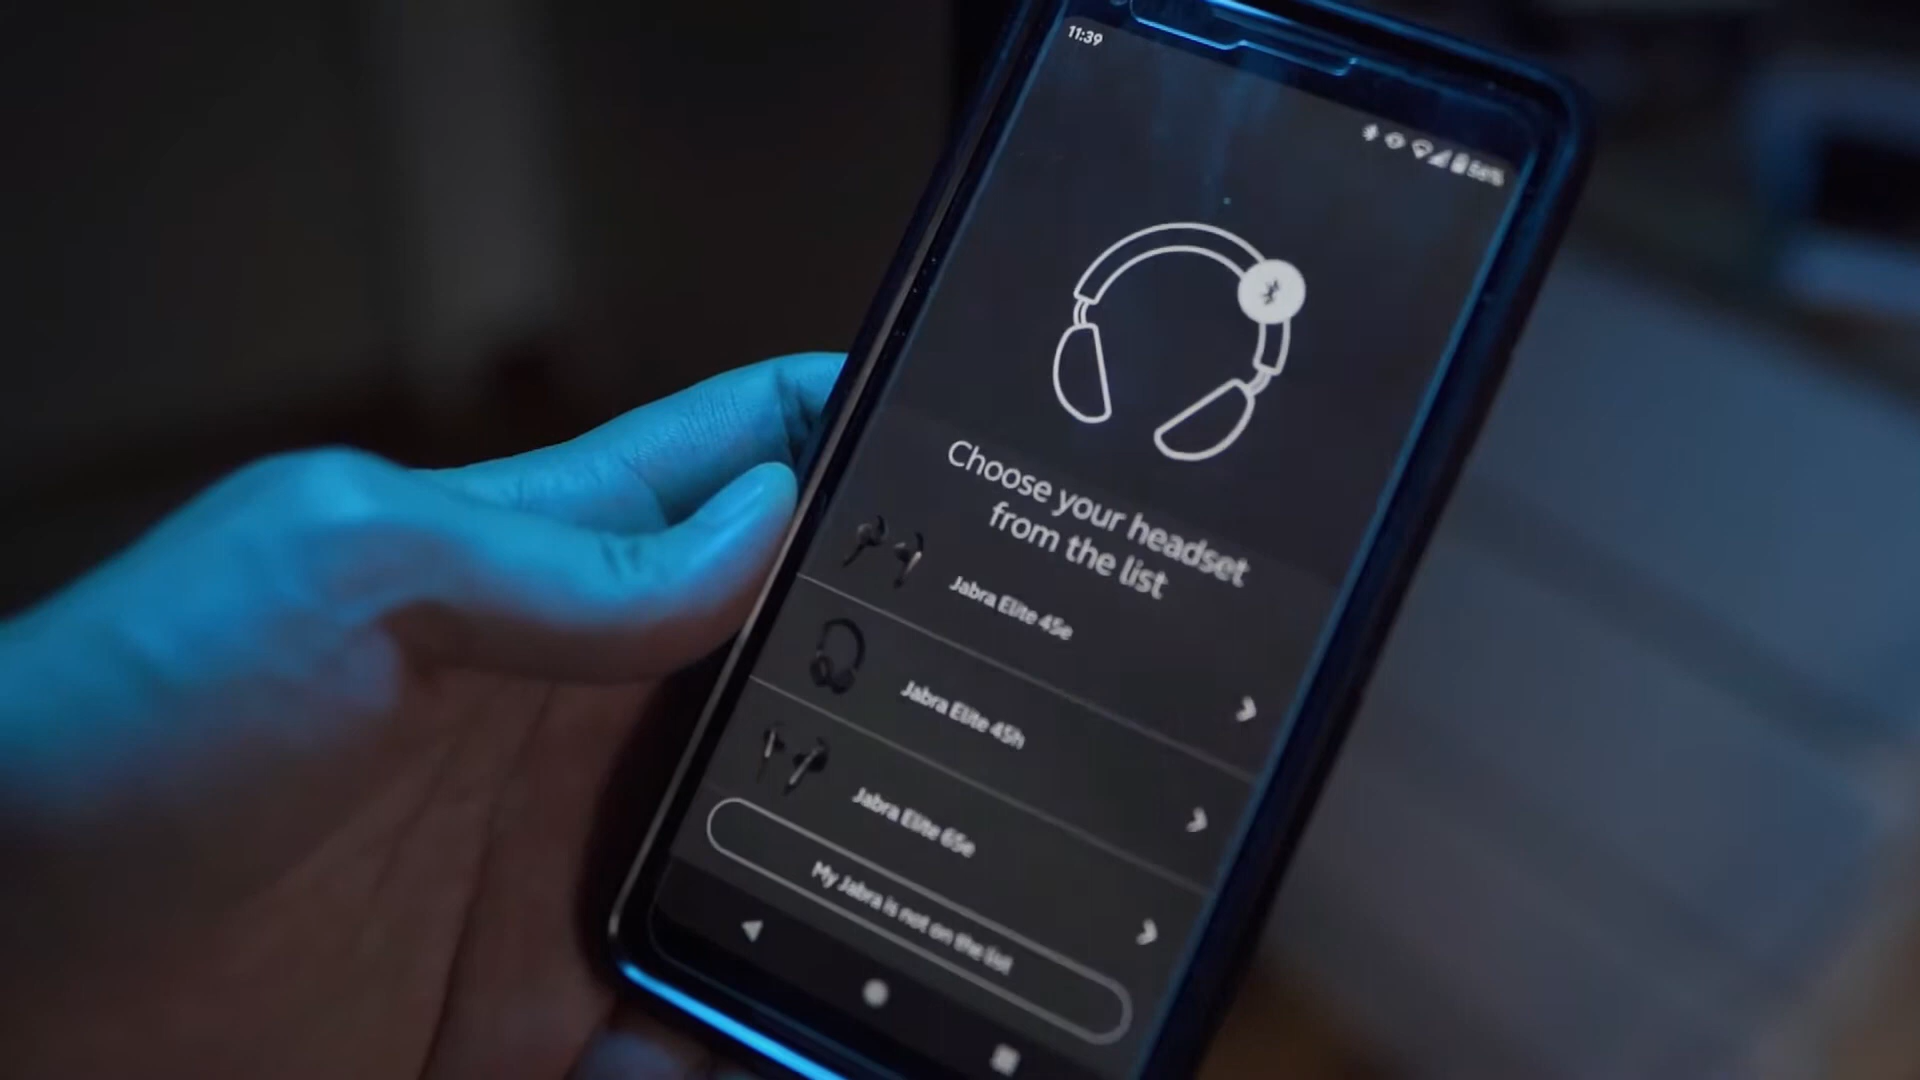 11:39
56%
Choose your headset
from the list
Jabra Elite 45e
Jabra Elite 45h
Jabra Elite 65e
My Jabra is not on the list